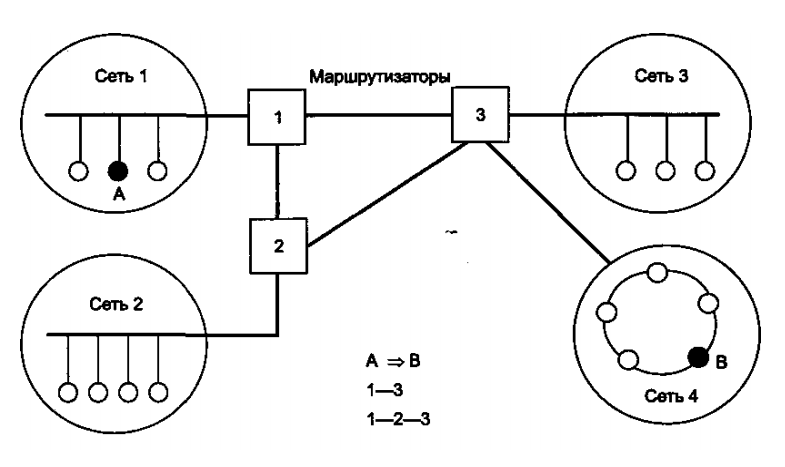 Сеть 1
Маршрутизаторы
Сеть 3
1
3
A
2
Сеть 2
A ⇒ B
1—3
1—2—3
B
Сеть 4